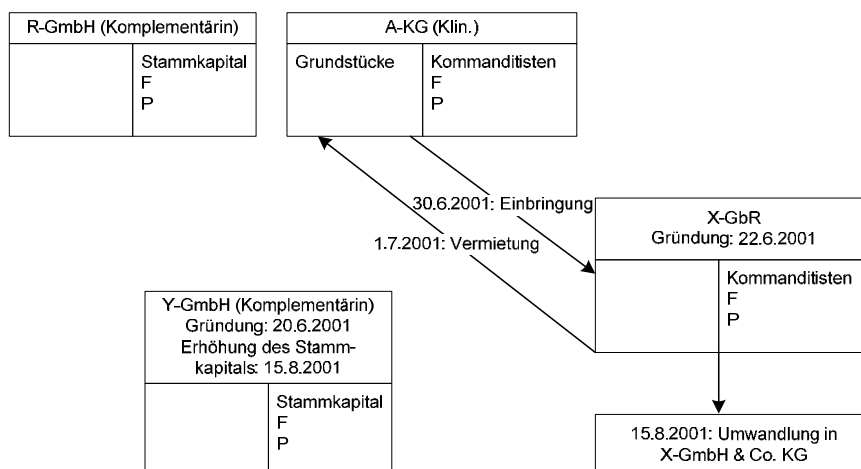 R-GmbH (Komplementärin)
Stammkapital
F
P
A-KG (Klin.)
Grundstücke
Kommanditisten
F
P
30.6.2001: Einbringung
1.7.2001: Vermietung
X-GbR
Gründung: 22.6.2001
Kommanditisten
F
P
Y-GmbH (Komplementärin)
Gründung: 20.6.2001
Erhöhung des Stamm-
kapitals: 15.8.2001
Stammkapital
F
P
15.8.2001: Umwandlung in
X-GmbH & Co. KG